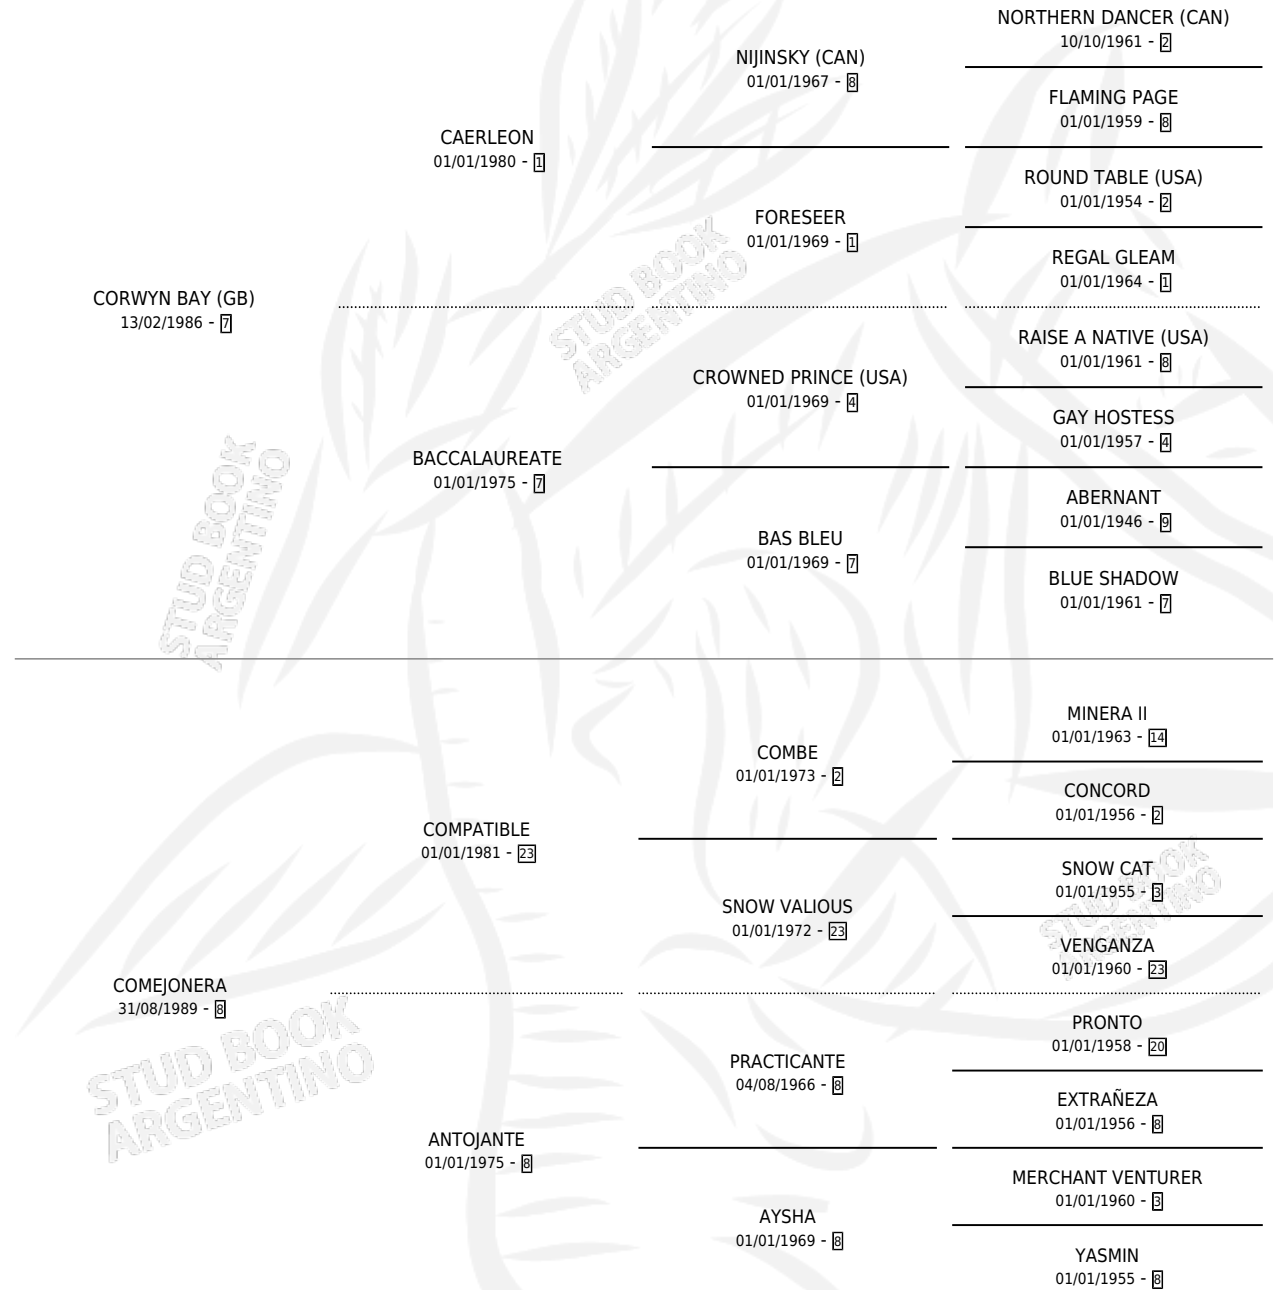 NORTHERN DANCER (CAN)
10/10/1961 - 2
NIJINSKY (CAN)
01/01/1967 - 8
FLAMING PAGE
01/01/1959 - 8
CAERLEON
01/01/1980 - 1
ROUND TABLE (USA)
01/01/1954 - 2
FORESEER
01/01/1969 - 1
REGAL GLEAM
01/01/1964 - 1
CORWYN BAY (GB)
13/02/1986 - 7
RAISE A NATIVE (USA)
01/01/1961 - 8
CROWNED PRINCE (USA)
01/01/1969 - 4
GAY HOSTESS
01/01/1957 - 4
BACCALAUREATE
01/01/1975 - 7
ABERNANT
01/01/1946 - 9
BAS BLEU
01/01/1969 - 7
BLUE SHADOW
01/01/1961 - 7
MINERA II
01/01/1963 - 14
COMBE
01/01/1973 - 2
CONCORD
01/01/1956 - 2
COMPATIBLE
01/01/1981 - 23
SNOW CAT
01/01/1955 - 3
SNOW VALIOUS
01/01/1972 - 23
VENGANZA
01/01/1960 - 23
COMEJONERA
31/08/1989 - 8
PRONTO
01/01/1958 - 20
PRACTICANTE
04/08/1966 - 8
EXTRAÑEZA
01/01/1956 - 8
ANTOJANTE
01/01/1975 - 8
MERCHANT VENTURER
01/01/1960 - 3
AYSHA
01/01/1969 - 8
YASMIN
01/01/1955 - 8
STUD BOOK
ARGENTINO
STUD BOOK
ARGENTINO
STUD BOOK
ARGENTINO
STUD BOOK
ARGENTINO